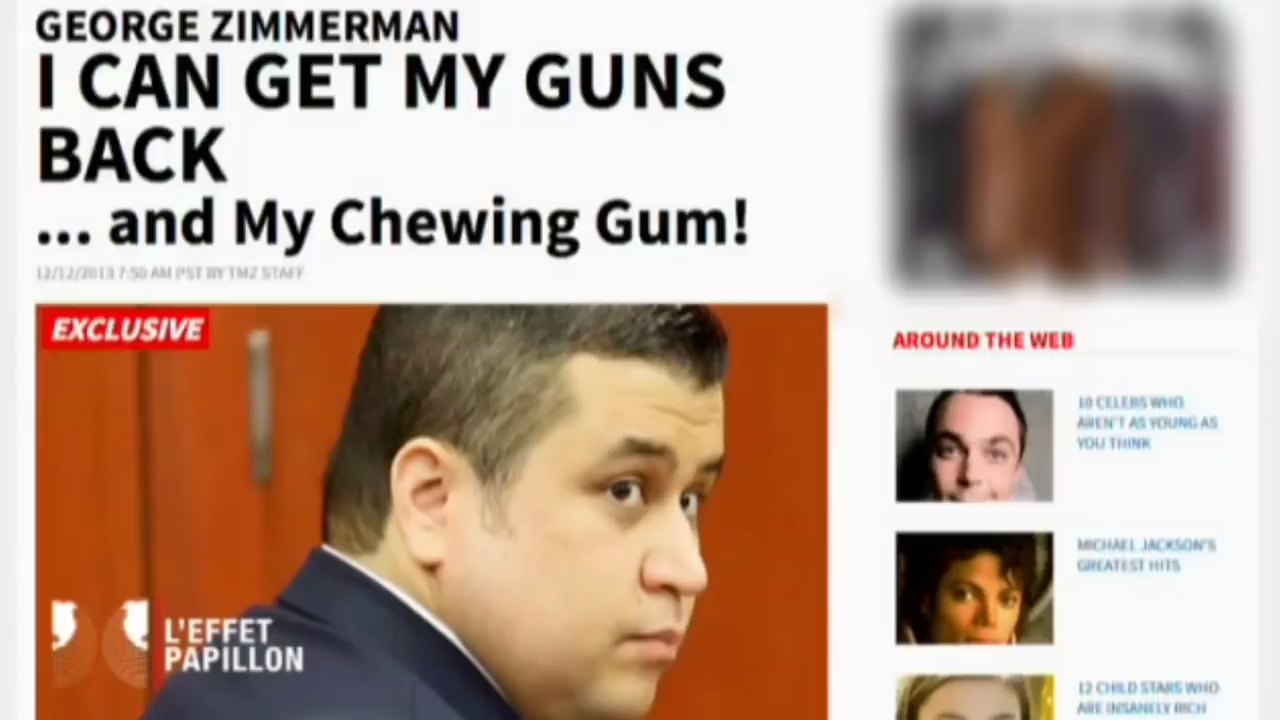 GEORGE ZIMMERMAN
I CAN GET MY GUNS
BACK
... and My Chewing Gum!
12/12/2013 7:50 AM PST BY TMZ STAFF
EXCLUSIVE
L'EFFET
PAPILLON
AROUND THE WEB
10 CELEBS WHO
AREN'T AS YOUNG AS
YOU THINK
MICHAEL JACKSON'S
GREATEST HITS
12 CHILD STARS WHO
ARE INSANELY RICH